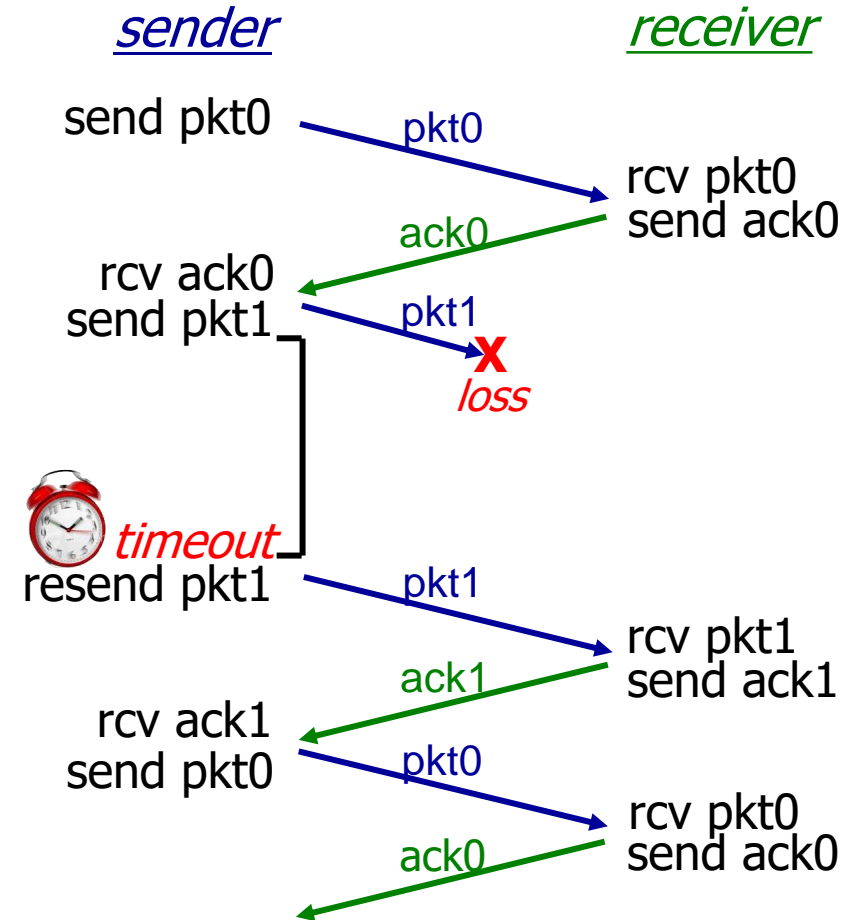 sender
receiver
send pkt0
pkt0
rcv pkt0
send ack0
ack0
rcv ack0
send pkt1
pkt1
X
loss
timeout
resend pkt1
pkt1
rcv pkt1
send ack1
ack1
rcv ack1
send pkt0
pkt0
rcv pkt0
send ack0
ack0